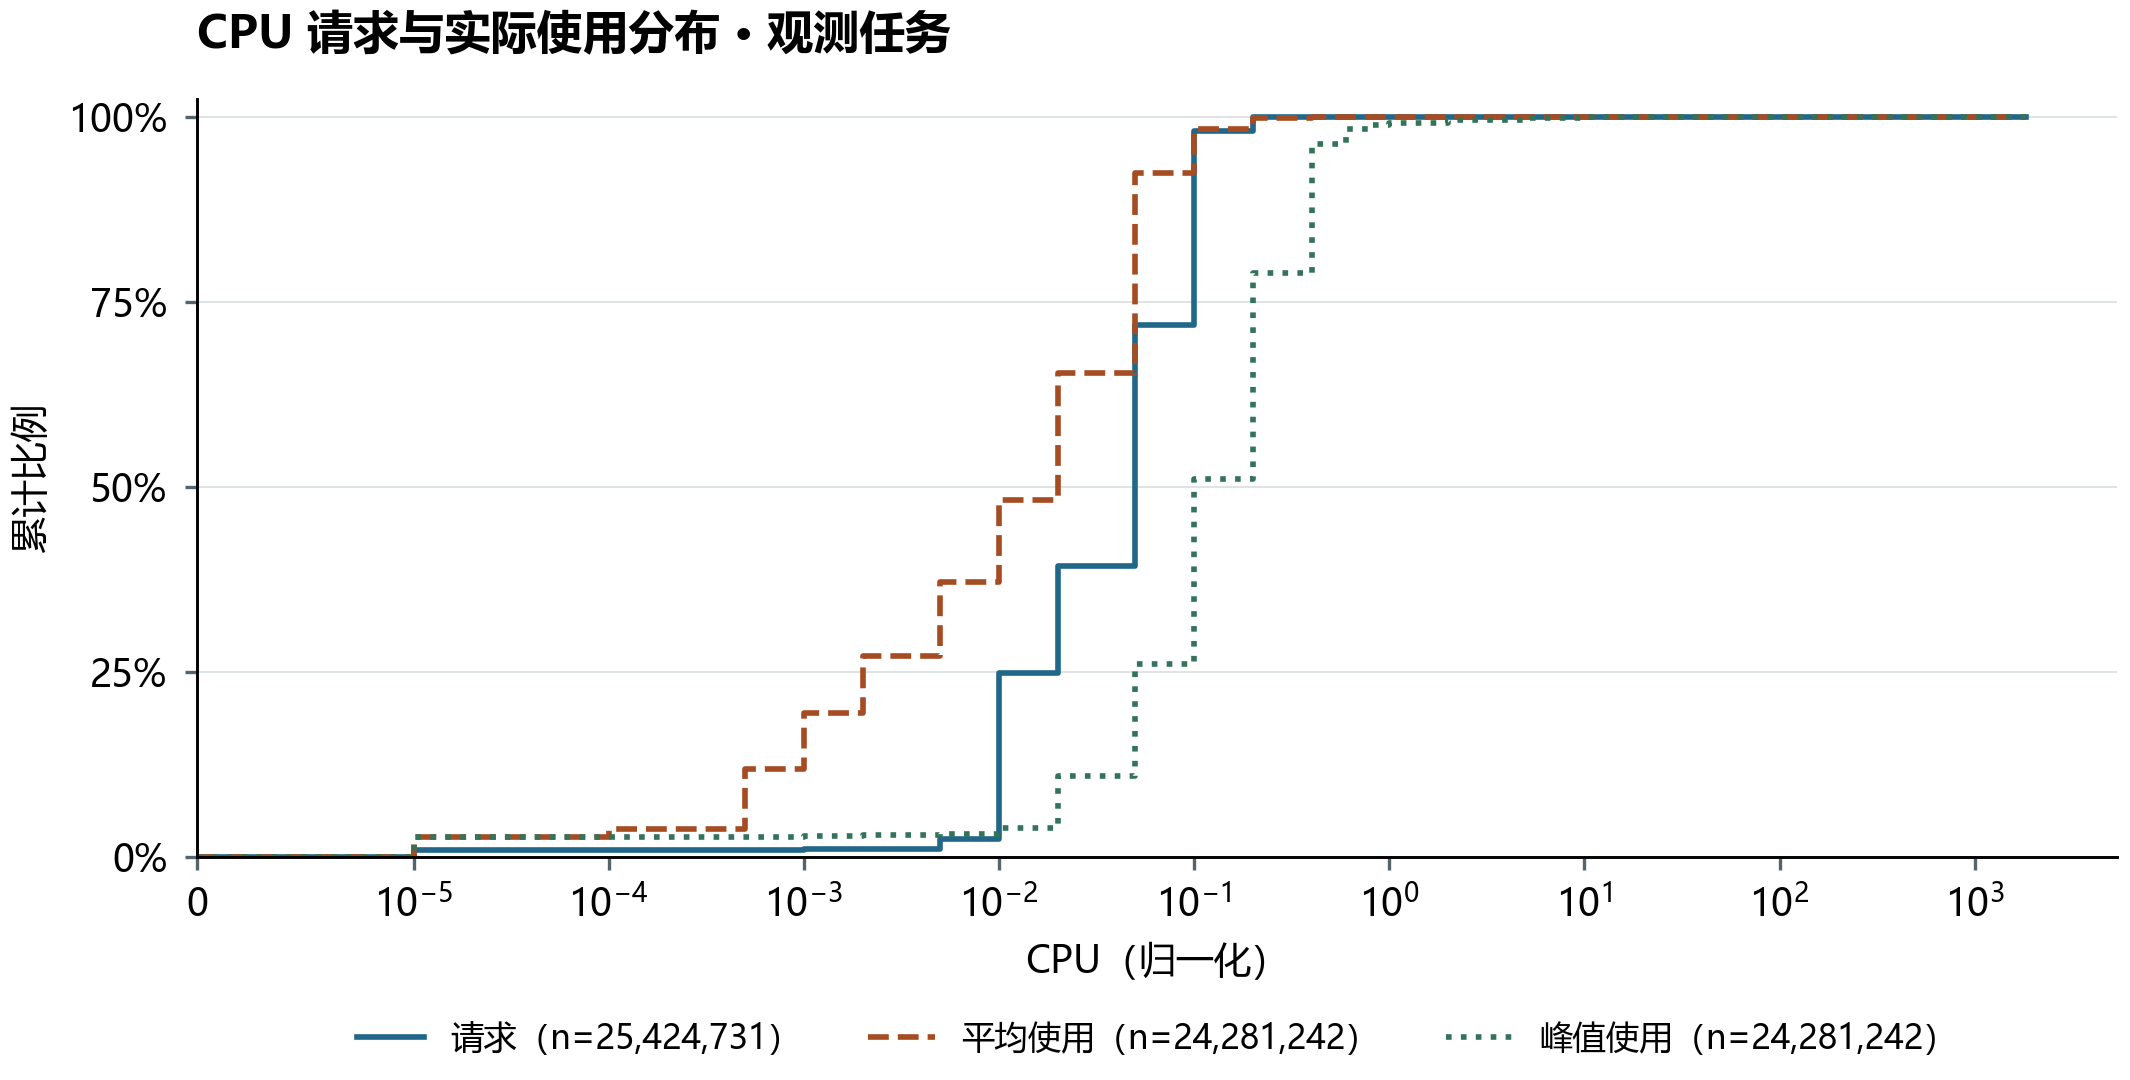 CPU 请求与实际使用分布 • 观测任务
100%
75%
50%
25%
0%
累计比例
0 10⁻⁵ 10⁻⁴ 10⁻³ 10⁻² 10⁻¹ 10⁰ 10¹ 10² 10³
CPU（归一化）
请求（n=25,424,731） 平均使用（n=24,281,242） 峰值使用（n=24,281,242）